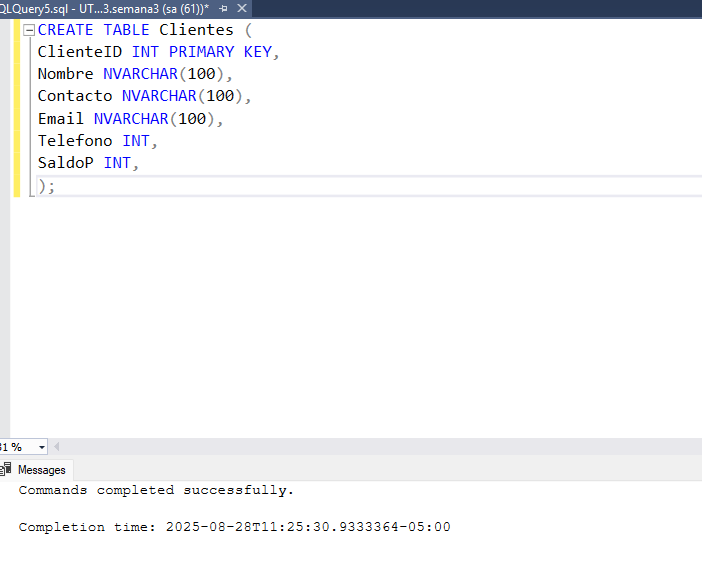 QLQuery5.sql - UT...3.semana3 (sa (61))*
CREATE TABLE Clientes (
ClienteID INT PRIMARY KEY,
Nombre NVARCHAR(100),
Contacto NVARCHAR(100),
Email NVARCHAR(100),
Telefono INT,
SaldoP INT,
);
31 %
Messages
Commands completed successfully.
Completion time: 2025-08-28T11:25:30.9333364-05:00